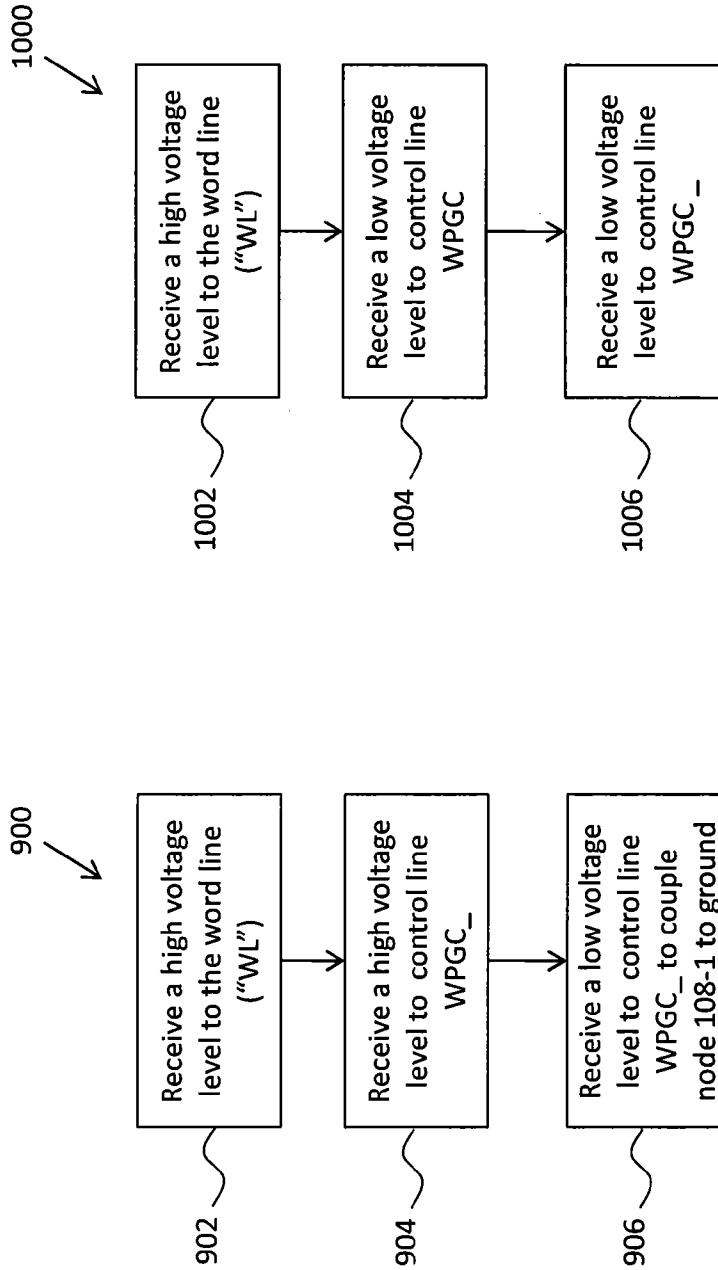 900
902
Receive a high voltage
level to the word line
(“WL”)
904
Receive a high voltage
level to control line
WPGC_
906
Receive a low voltage
level to control line
WPGC_ to couple
node 108-1 to ground
1000
1002
Receive a high voltage
level to the word line
(“WL”)
1004
Receive a low voltage
level to control line
WPGC
1006
Receive a low voltage
level to control line
WPGC_